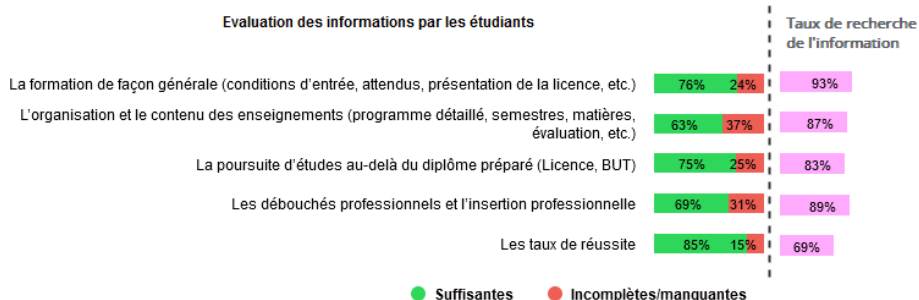 Evaluation des informations par les étudiants
Taux de recherche
de l'information
La formation de façon générale (conditions d'entrée, attendus, présentation de la licence, etc.) 76% 24% 93%
L'organisation et le contenu des enseignements (programme détaillé, semestres, matières,
évaluation, etc.) 63% 37% 87%
La poursuite d'études au-delà du diplôme préparé (Licence, BUT) 75% 25% 83%
Les débouchés professionnels et l'insertion professionnelle 69% 31% 89%
Les taux de réussite 85% 15% 69%
Suffisantes Incomplètes/manquantes